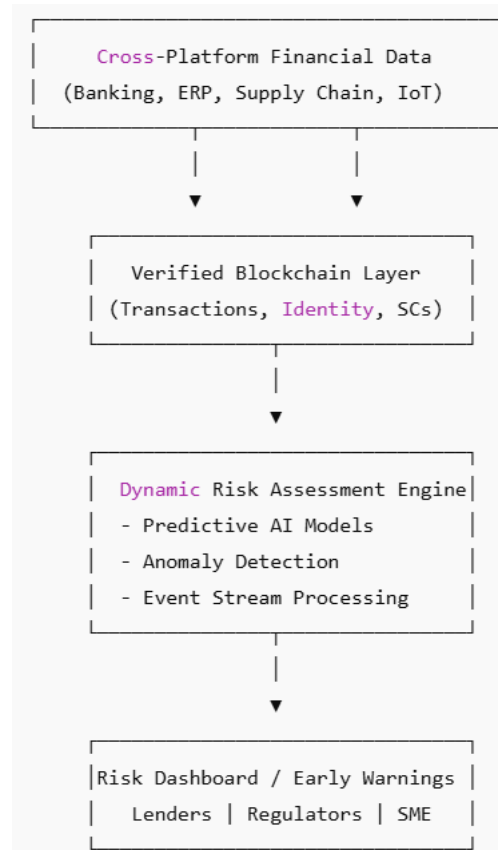 Cross-Platform Financial Data
(Banking, ERP, Supply Chain, IoT)
Verified Blockchain Layer
(Transactions, Identity, SCs)
Dynamic Risk Assessment Engine
- Predictive AI Models
- Anomaly Detection
- Event Stream Processing
Risk Dashboard / Early Warnings
Lenders | Regulators | SME